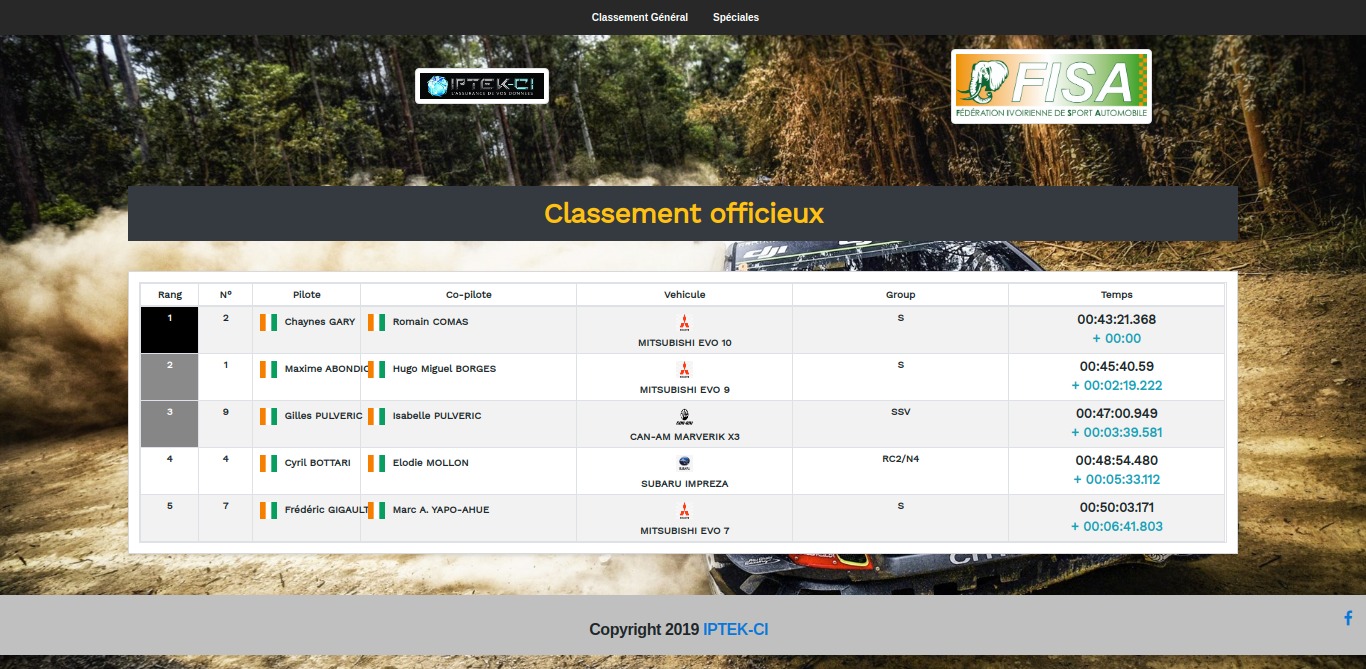 Classement Général Spéciales
IPTEK-CI
L'ASSURANCE DE VOS DONNÉES
FISA
FÉDÉRATION IVOIRIENNE DE SPORT AUTOMOBILE
Classement officieux
dji
Rang N° Pilote Co-pilote Vehicule Group Temps
1 2 Chaynes GARY Romain COMAS MITSUBISHI EVO 10 S 00:43:21.368
+ 00:00
2 1 Maxime ABONDIO Hugo Miguel BORGES MITSUBISHI EVO 9 S 00:45:40.59
+ 00:02:19.222
3 9 Gilles PULVERIC Isabelle PULVERIC CAN-AM MARVERIK X3 SSV 00:47:00.949
+ 00:03:39.581
4 4 Cyril BOTTARI Elodie MOLLON SUBARU IMPREZA RC2/N4 00:48:54.480
+ 00:05:33.112
5 7 Frédéric GIGAULT Marc A. YAPO-AHUE MITSUBISHI EVO 7 S 00:50:03.171
+ 00:06:41.803
Copyright 2019 IPTEK-CI